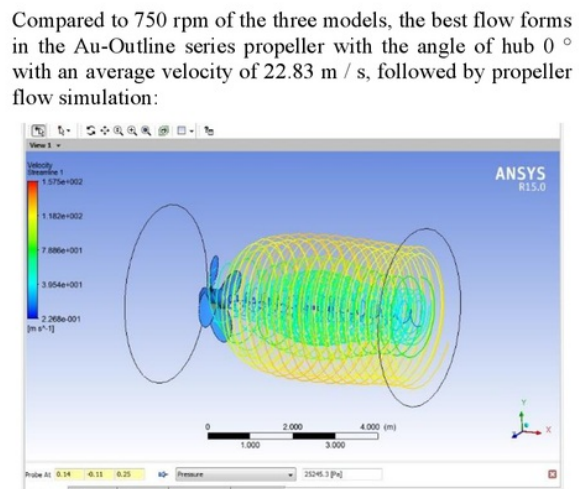 Compared to 750 rpm of the three models, the best flow forms
in the Au-Outline series propeller with the angle of hub 0 °
with an average velocity of 22.83 m / s, followed by propeller
flow simulation:
View 1
Velocity
Streamline 1
1.575e+002
1.182e+002
7.886e+001
3.954e+001
2.268e-001
[m s^-1]
ANSYS
R15.0
0 2.000 4.000 (m)
1.000 3.000
Y
X
Probe At 0.14 -0.11 0.25 Pressure 25245.3 [Pa]